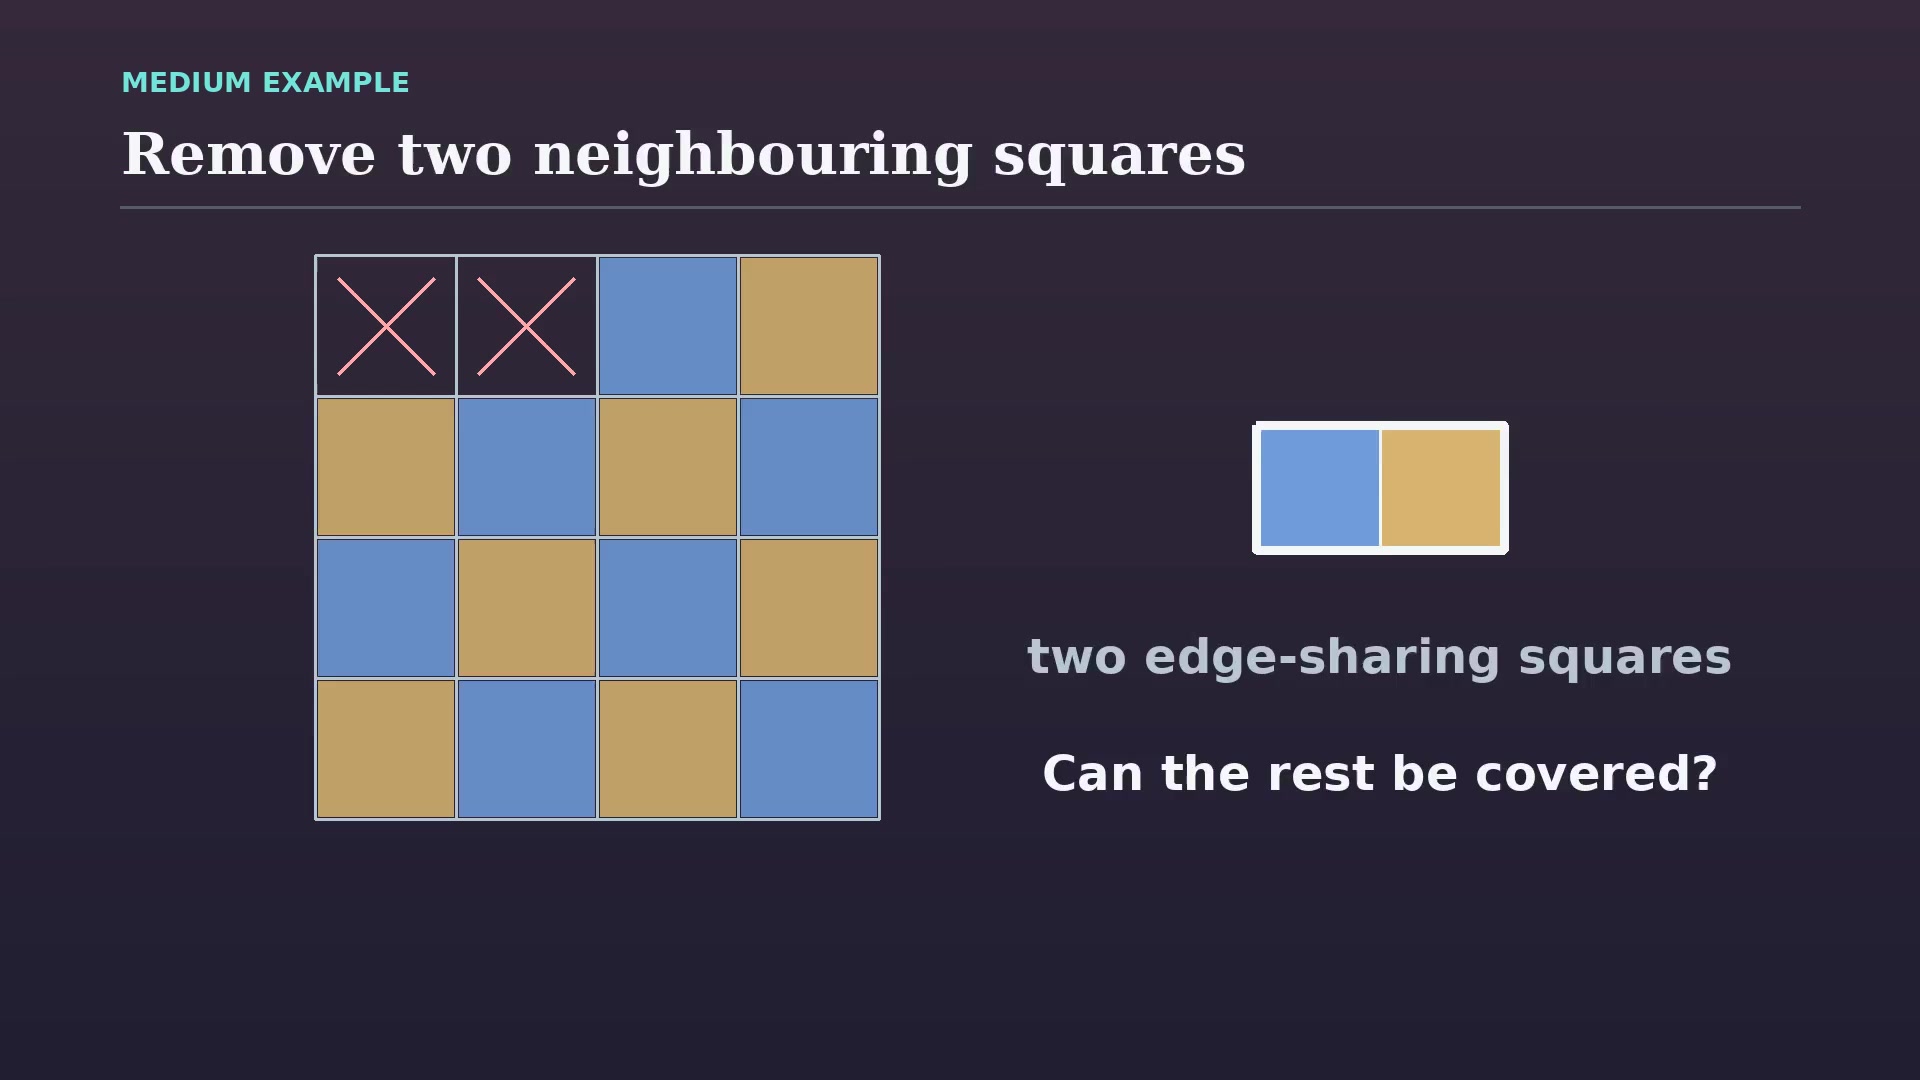 MEDIUM EXAMPLE
Remove two neighbouring squares
two edge-sharing squares
Can the rest be covered?